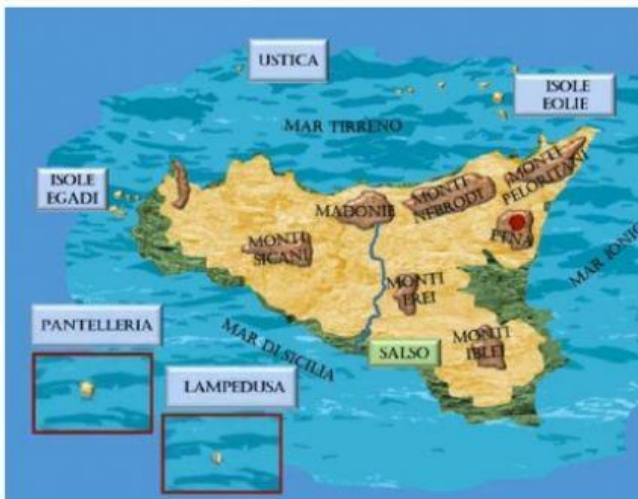 USTICA
ISOLE
EOLIE
MAR TIRRENO
ISOLE
EGADI
MONTI
PELORITANI
MONTI
NEBRODI
MADONIE
ETNA
MONTI
SICANI
MAR IONIO
MONTI
EREI
PANTELLERIA
MAR DI SICILIA
SALSO
MONTI
IBLEI
LAMPEDUSA